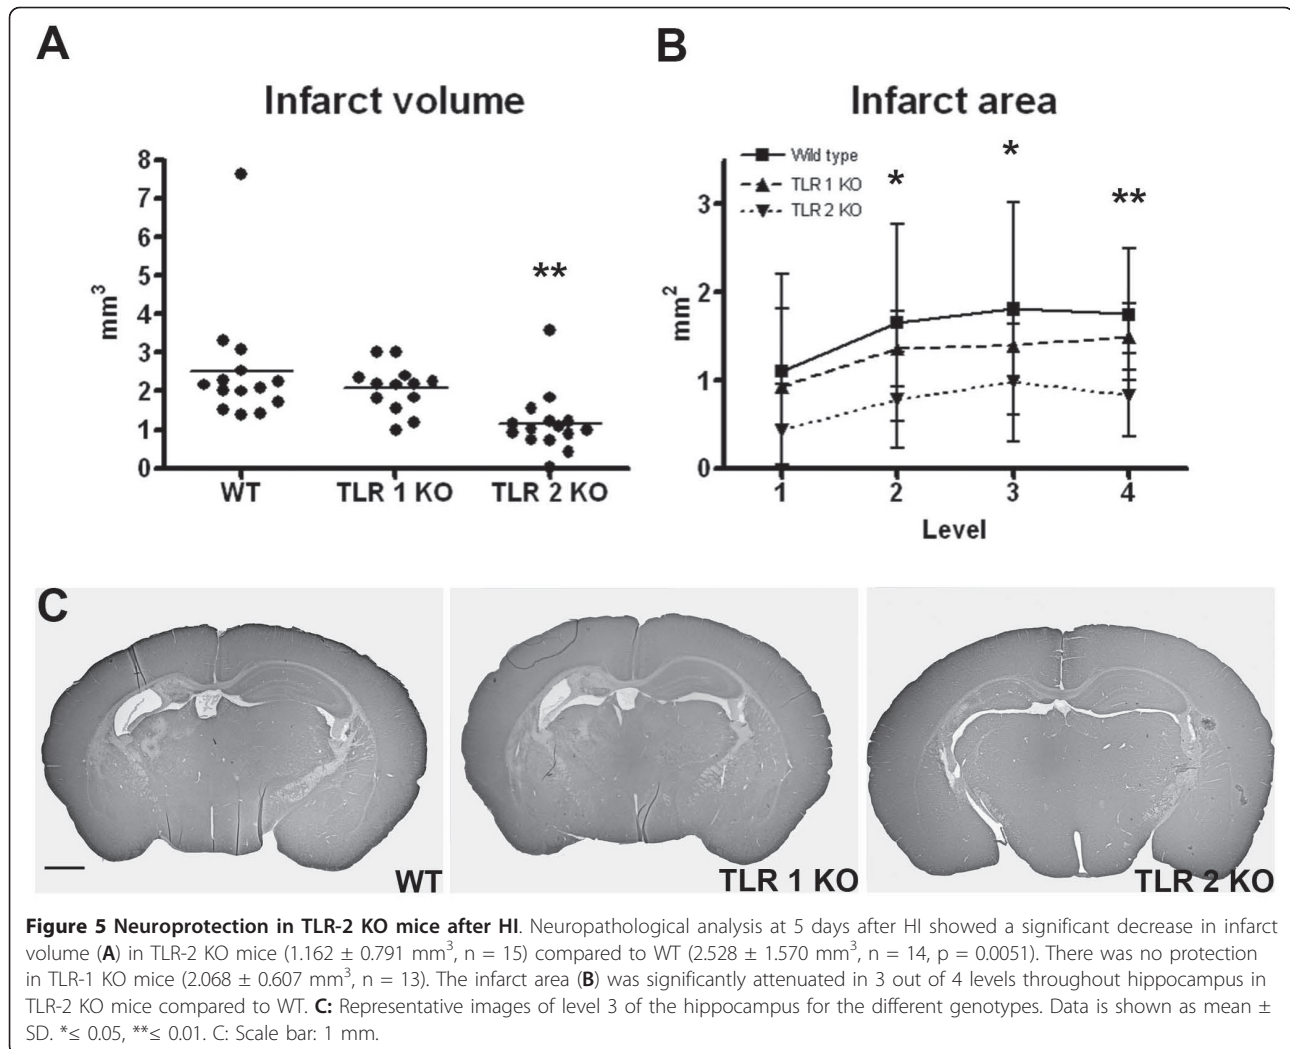 A
B
Infarct volume
Infarct area
8
7
6
5
4
3
2
1
0
mm³
**
WT
TLR 1 KO
TLR 2 KO
Wild type
TLR 1 KO
TLR 2 KO
*
*
**
3
2
1
0
mm²
1
2
3
4
Level
C
WT
TLR 1 KO
TLR 2 KO
Figure 5 Neuroprotection in TLR-2 KO mice after HI. Neuropathological analysis at 5 days after HI showed a significant decrease in infarct
volume (A) in TLR-2 KO mice (1.162 ± 0.791 mm³, n = 15) compared to WT (2.528 ± 1.570 mm³, n = 14, p = 0.0051). There was no protection
in TLR-1 KO mice (2.068 ± 0.607 mm³, n = 13). The infarct area (B) was significantly attenuated in 3 out of 4 levels throughout hippocampus in
TLR-2 KO mice compared to WT. C: Representative images of level 3 of the hippocampus for the different genotypes. Data is shown as mean ±
SD. *≤ 0.05, **≤ 0.01. C: Scale bar: 1 mm.